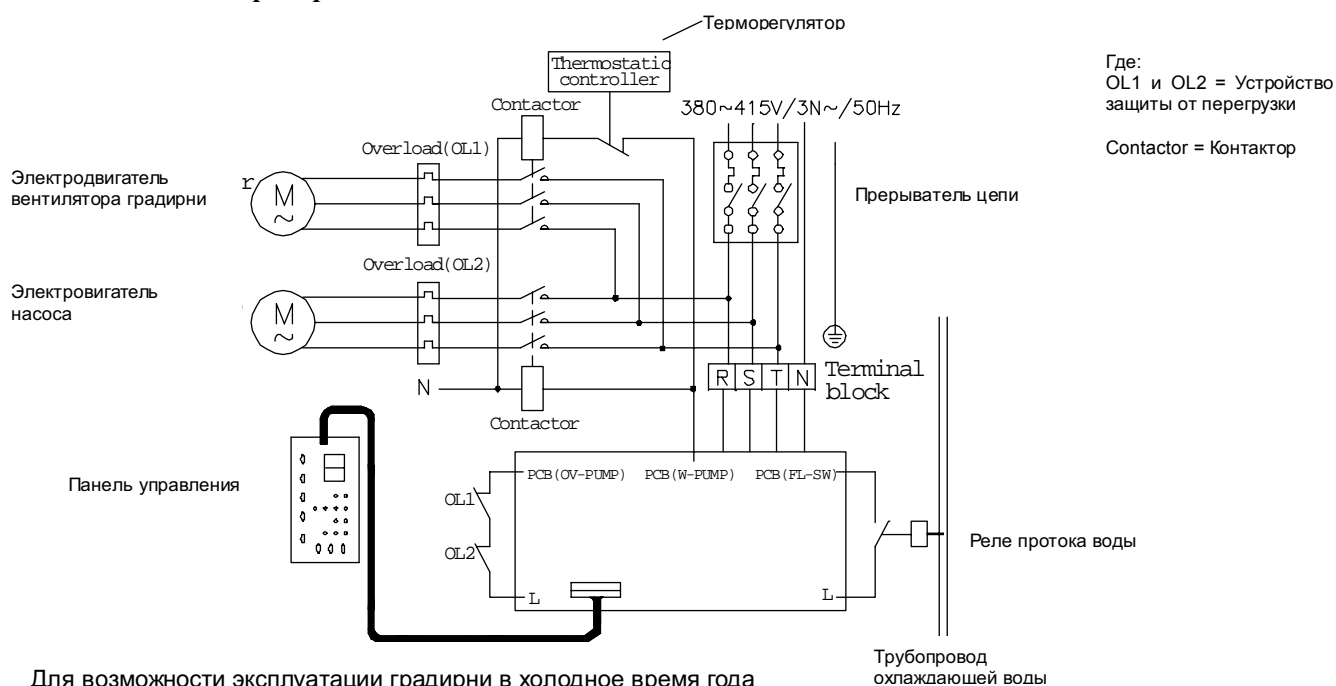 Терморегулятор
Thermostatic
controller
Где:
OL1 и OL2 = Устройство
защиты от перегрузки
Contactor = Контактор
Contactor
380~415V/3N~/50Hz
Overload(OL1)
Электродвигатель
вентилятора градирни
r
M
~
Прерыватель цепи
Overload(OL2)
Электровигатель
насоса
M
~
N
R S T N
Terminal
block
Contactor
PCB(OV-PUMP) PCB(W-PUMP) PCB(FL-SW)
Панель управления
OL1
OL2
L
L
Реле протока воды
Трубопровод
охлаждающей воды
Для возможности эксплуатации градирни в холодное время года